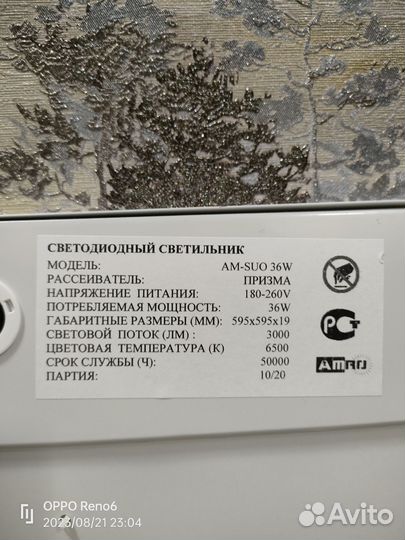 СВЕТОДИОДНЫЙ СВЕТИЛЬНИК
МОДЕЛЬ: AM-SUO 36W
РАССЕИВАТЕЛЬ: ПРИЗМА
НАПРЯЖЕНИЕ ПИТАНИЯ: 180-260V
ПОТРЕБЛЯЕМАЯ МОЩНОСТЬ: 36W
ГАБАРИТНЫЕ РАЗМЕРЫ (ММ): 595x595x19
СВЕТОВОЙ ПОТОК (ЛМ) : 3000
ЦВЕТОВАЯ ТЕМПЕРАТУРА (К) 6500
СРОК СЛУЖБЫ (Ч): 50000
ПАРТИЯ: 10/20
РСТ
OPPO Reno6
2023/08/21 23:04
Avito